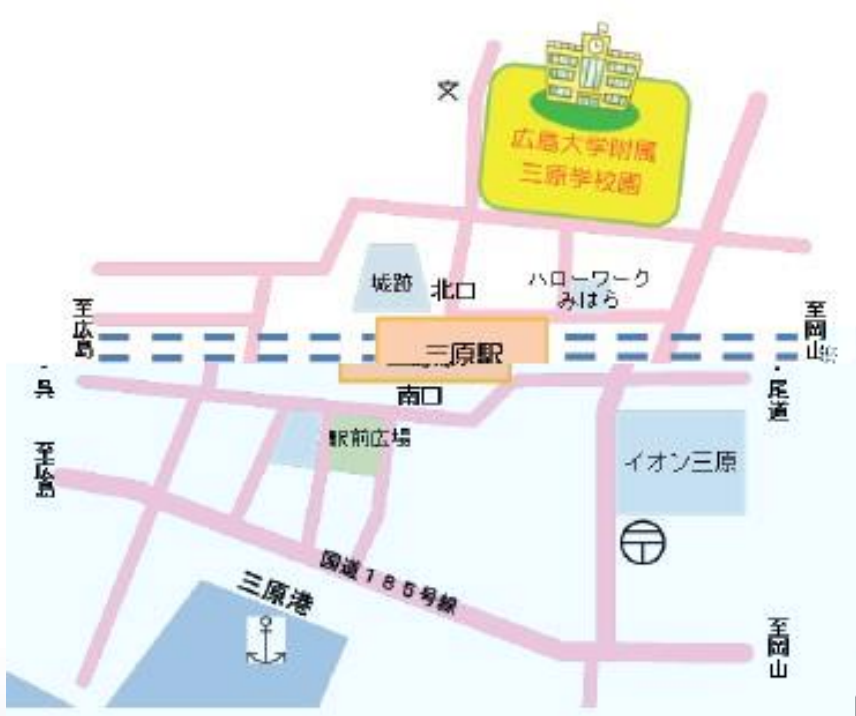 文
広島大学附属
三原学校園
城跡
北口
ハローワーク
みはら
至広島
至岡山
三原駅
・呉
南口
・尾道
至広島
駅前広場
イオン三原
国道185号線
三原港
至岡山